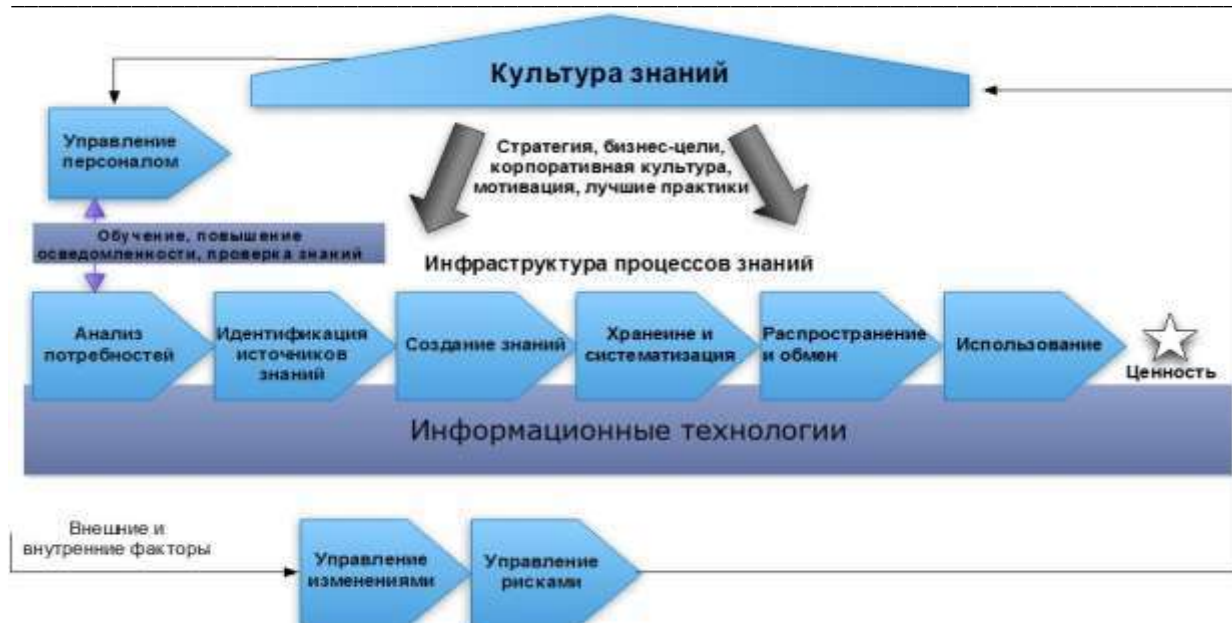 Культура знаний
Управление
персоналом
Стратегия, бизнес-цели,
корпоративная культура,
мотивация, лучшие практики
Обучение, повышение
осведомленности, проверка знаний
Инфраструктура процессов знаний
Анализ
потребностей
Идентификация
источников
знаний
Создание знаний
Хранеине и
систематизация
Распространение
и обмен
Использование
Ценность
Информационные технологии
Внешние и
внутренние факторы
Управление
изменениями
Управление
рисками